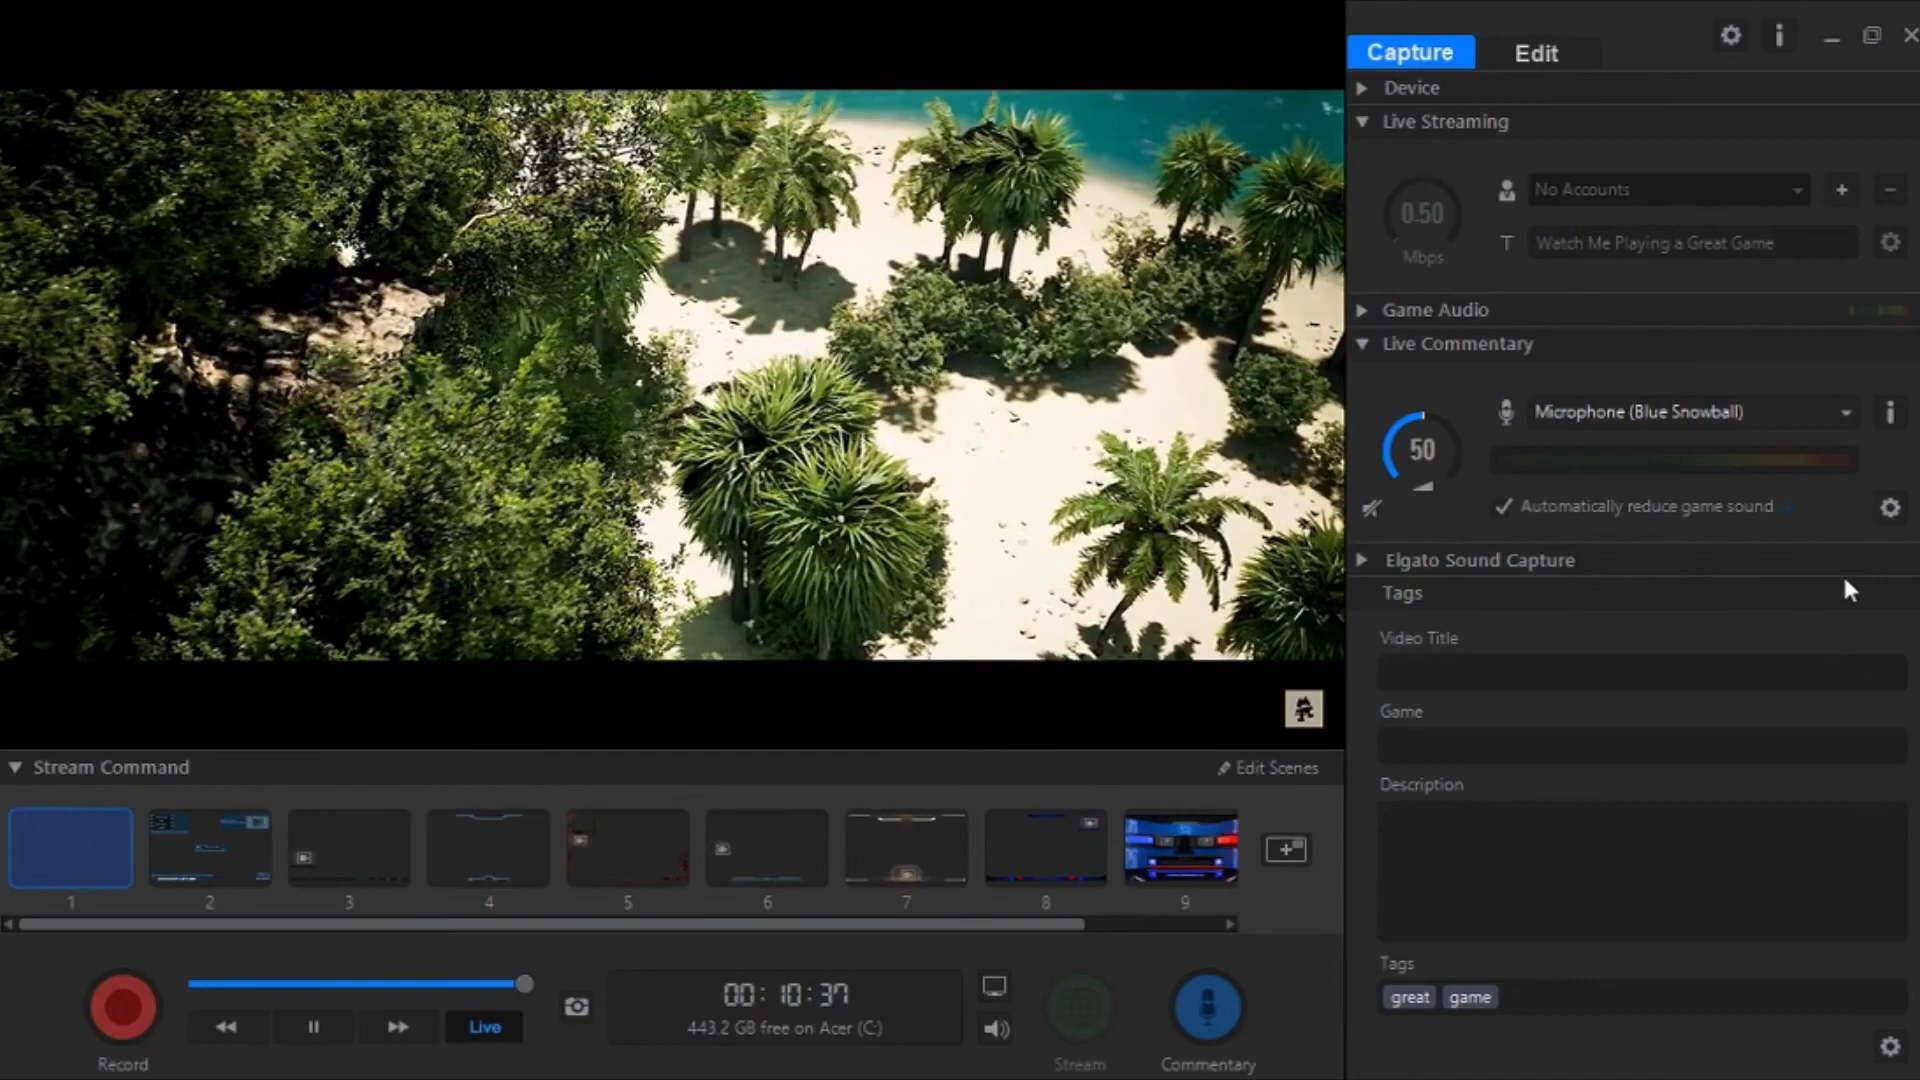 Capture
Edit
Device
Live Streaming
0.50
Mbps
No Accounts
T
Watch Me Playing a Great Game
Game Audio
Live Commentary
50
Microphone (Blue Snowball)
Automatically reduce game sound
Elgato Sound Capture
Tags
Video Title
Game
Description
Tags
great game
Stream Command
Edit Scenes
1 2 3 4 5 6 7 8 9
Live
00:10:37
443.2 GB free on Acer (C:)
Record
Stream
Commentary